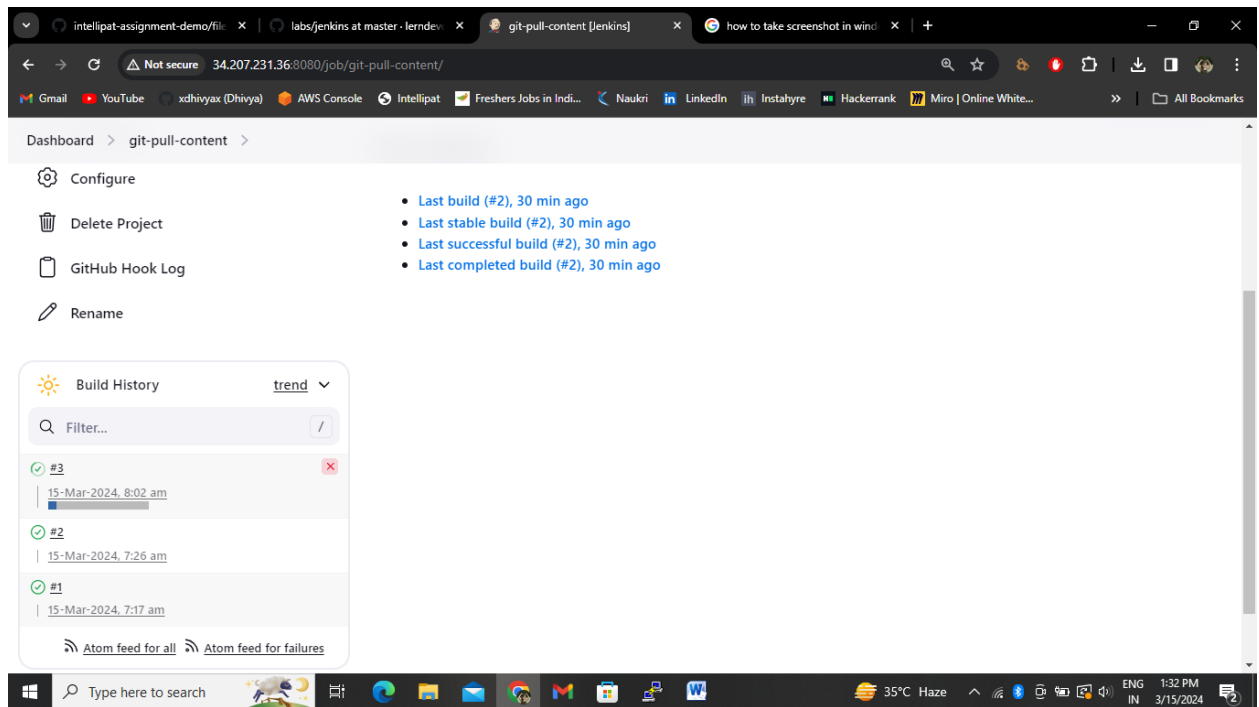 intellipat-assignment-demo/file
labs/jenkins at master · lerndev
git-pull-content [Jenkins]
how to take screenshot in wind
Not secure 34.207.231.36:8080/job/git-pull-content/
Gmail YouTube xdhivyax (Dhivya) AWS Console Intellipat Freshers Jobs in Indi... Naukri in LinkedIn ih Instahyre Hackerrank Miro | Online White... » All Bookmarks
Dashboard > git-pull-content >
Configure
Delete Project
GitHub Hook Log
Rename
• Last build (#2), 30 min ago
• Last stable build (#2), 30 min ago
• Last successful build (#2), 30 min ago
• Last completed build (#2), 30 min ago
Build History trend
Filter... /
#3
15-Mar-2024, 8:02 am
#2
15-Mar-2024, 7:26 am
#1
15-Mar-2024, 7:17 am
Atom feed for all Atom feed for failures
Type here to search
35°C Haze
ENG
IN
1:32 PM
3/15/2024
2